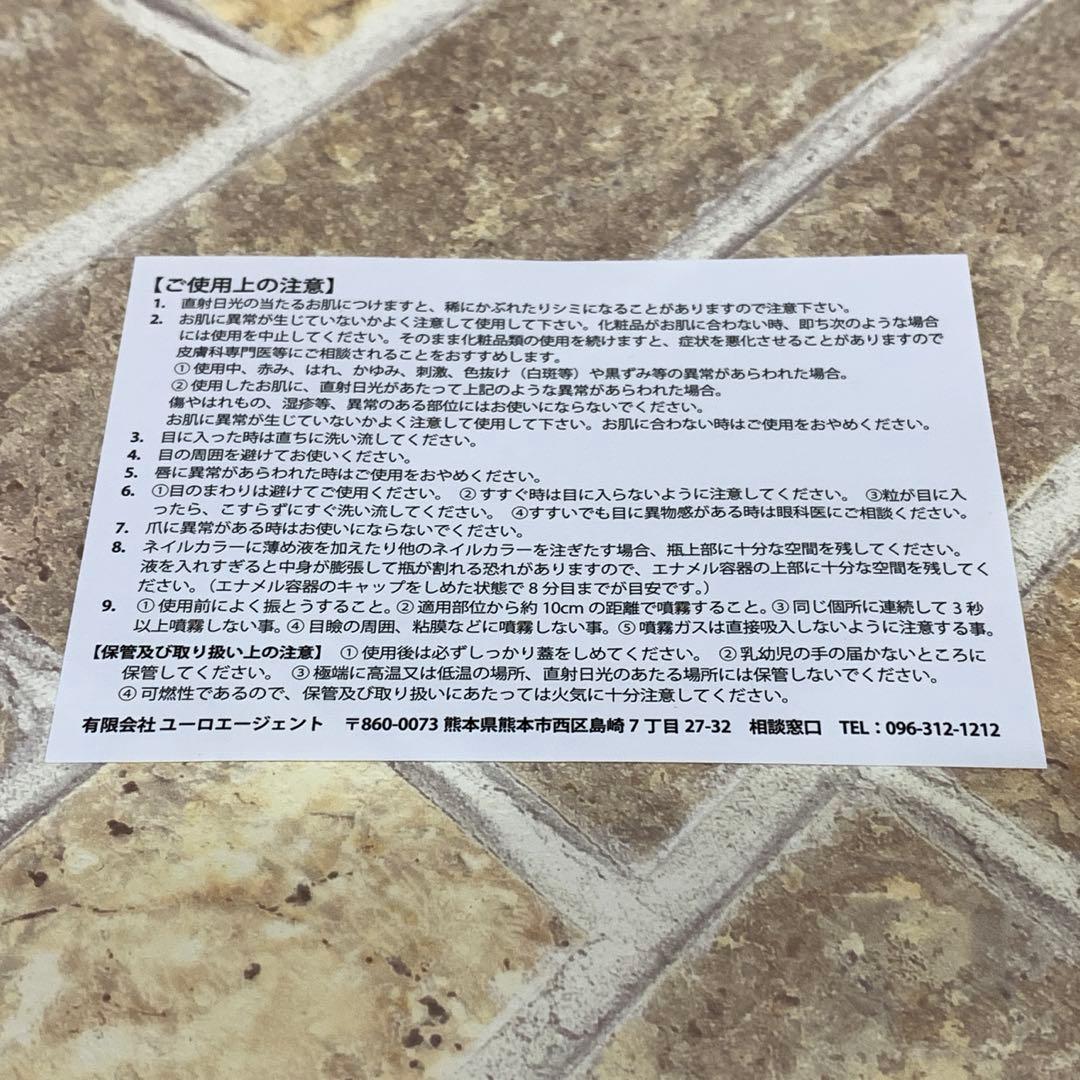 【ご使用上の注意】
1. 直射日光の当たるお肌につけますと、稀にかぶれたりシミになることがありますので注意下さい。
2. お肌に異常が生じていないかよく注意して使用して下さい。化粧品がお肌に合わない時、即ち次のような場合
には使用を中止してください。そのまま化粧品類の使用を続けますと、症状を悪化させることがありますので
皮膚科専門医等にご相談されることをおすすめします。
①使用中、赤み、はれ、かゆみ、刺激、色抜け（白斑等）や黒ずみ等の異常があらわれた場合。
②使用したお肌に、直射日光があたって上記のような異常があらわれた場合。
傷やはれもの、湿疹等、異常のある部位にはお使いにならないでください。
お肌に異常が生じていないかよく注意して使用して下さい。お肌に合わない時はご使用をおやめください。
3. 目に入った時は直ちに洗い流してください。
4. 目の周囲を避けてお使いください。
5. 唇に異常があらわれた時はご使用をおやめください。
6. ①目のまわりは避けてご使用ください。 ②すすぐ時は目に入らないように注意してください。 ③粒が目に入
ったら、こすらずにすぐ洗い流してください。 ④すすいでも目に異物感がある時は眼科医にご相談ください。
7. 爪に異常がある時はお使いにならないでください。
8. ネイルカラーに薄め液を加えたり他のネイルカラーを注ぎたす場合、瓶上部に十分な空間を残してください。
液を入れすぎると中身が膨張して瓶が割れる恐れがありますので、エナメル容器の上部に十分な空間を残してく
ださい。（エナメル容器のキャップをしめた状態で8分目までが目安です。）
9. ①使用前によく振とうすること。②適用部位から約10cmの距離で噴霧すること。③同じ個所に連続して3秒
以上噴霧しない事。④目瞼の周囲、粘膜などに噴霧しない事。⑤噴霧ガスは直接吸入しないように注意する事。
【保管及び取り扱い上の注意】 ①使用後は必ずしっかり蓋をしめてください。 ②乳幼児の手の届かないところに
保管してください。 ③極端に高温又は低温の場所、直射日光のあたる場所には保管しないでください。
④可燃性であるので、保管及び取り扱いにあたっては火気に十分注意してください。
有限会社 ユーロエージェント 〒860-0073 熊本県熊本市西区島崎7丁目27-32 相談窓口 TEL：096-312-1212